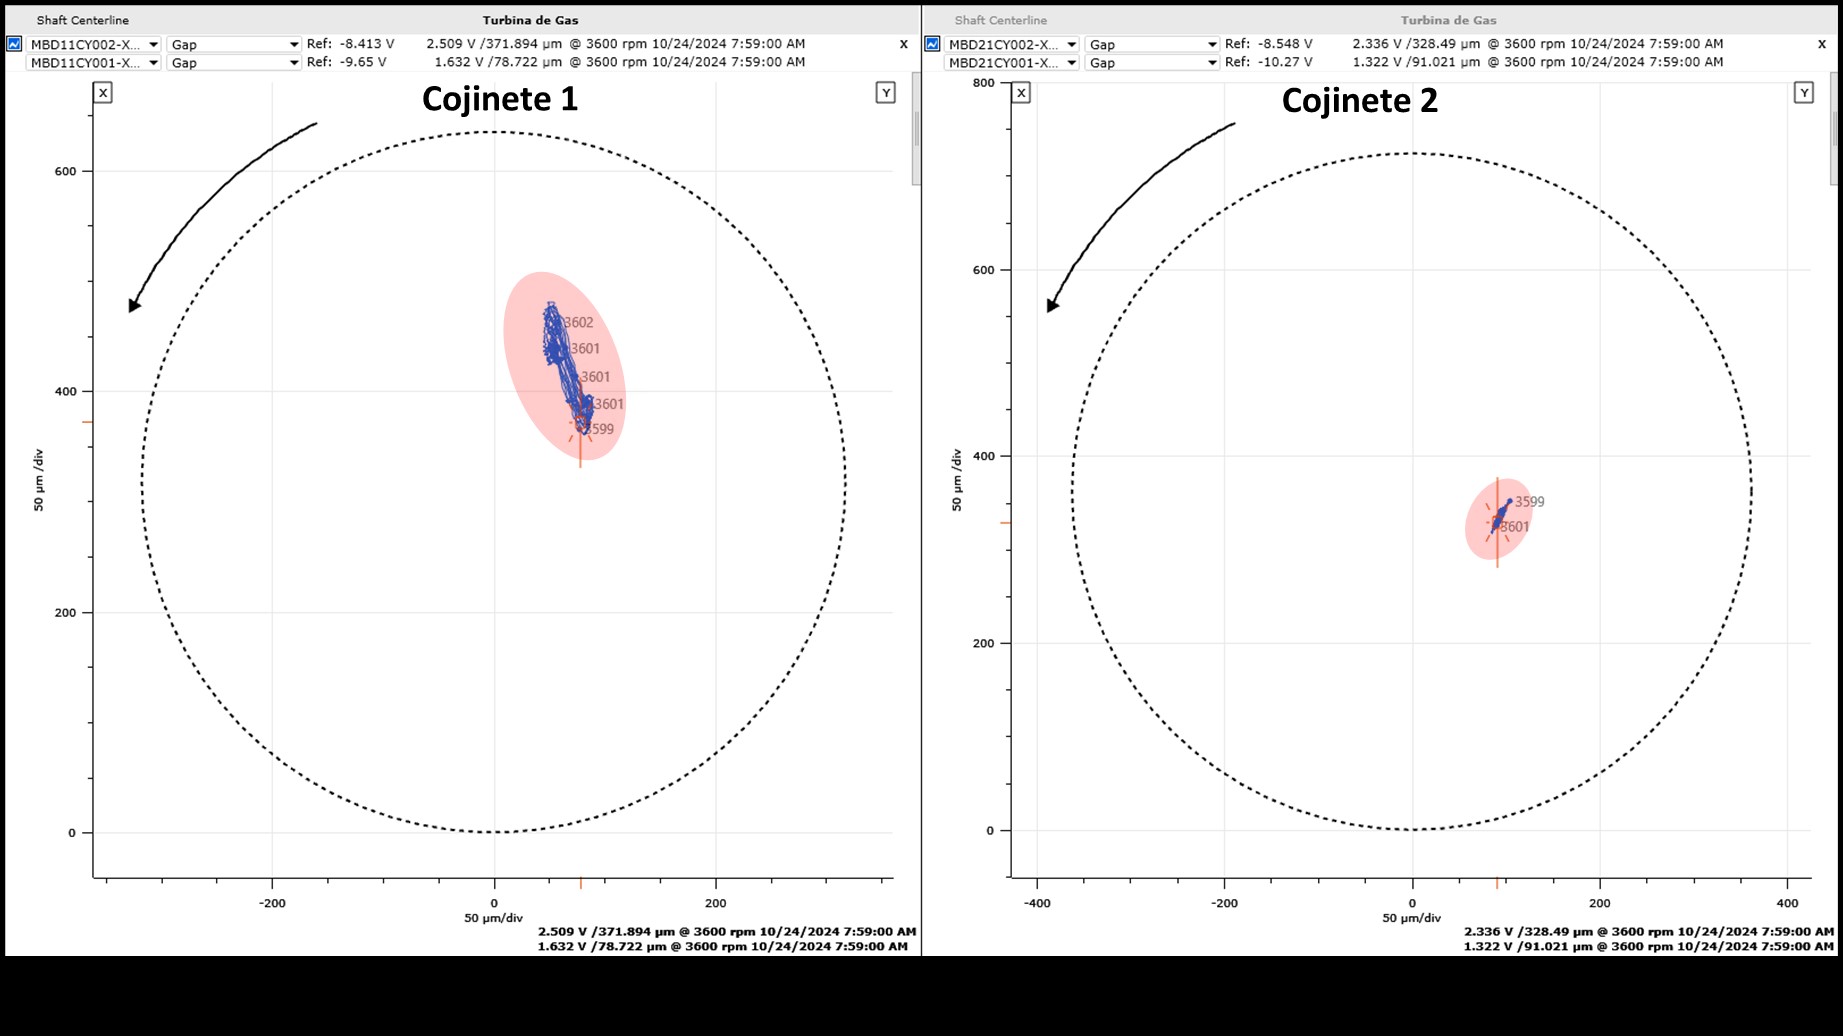 Shaft Centerline
Turbina de Gas
MBD11CY002-X... Gap Ref: -8.413 V 2.509 V /371.894 µm @ 3600 rpm 10/24/2024 7:59:00 AM X
MBD11CY001-X... Gap Ref: -9.65 V 1.632 V /78.722 µm @ 3600 rpm 10/24/2024 7:59:00 AM
X
Cojinete 1
Y
600
400
200
0
50 µm /div
3602
3601
3601
3601
3599
-200
0
200
50 µm/div
2.509 V /371.894 µm @ 3600 rpm 10/24/2024 7:59:00 AM
1.632 V /78.722 µm @ 3600 rpm 10/24/2024 7:59:00 AM
Shaft Centerline
Turbina de Gas
MBD21CY002-X... Gap Ref: -8.548 V 2.336 V /328.49 µm @ 3600 rpm 10/24/2024 7:59:00 AM X
MBD21CY001-X... Gap Ref: -10.27 V 1.322 V /91.021 µm @ 3600 rpm 10/24/2024 7:59:00 AM
X
Cojinete 2
Y
800
600
400
200
0
50 µm /div
3599
3601
-400
-200
0
200
400
50 µm/div
2.336 V /328.49 µm @ 3600 rpm 10/24/2024 7:59:00 AM
1.322 V /91.021 µm @ 3600 rpm 10/24/2024 7:59:00 AM